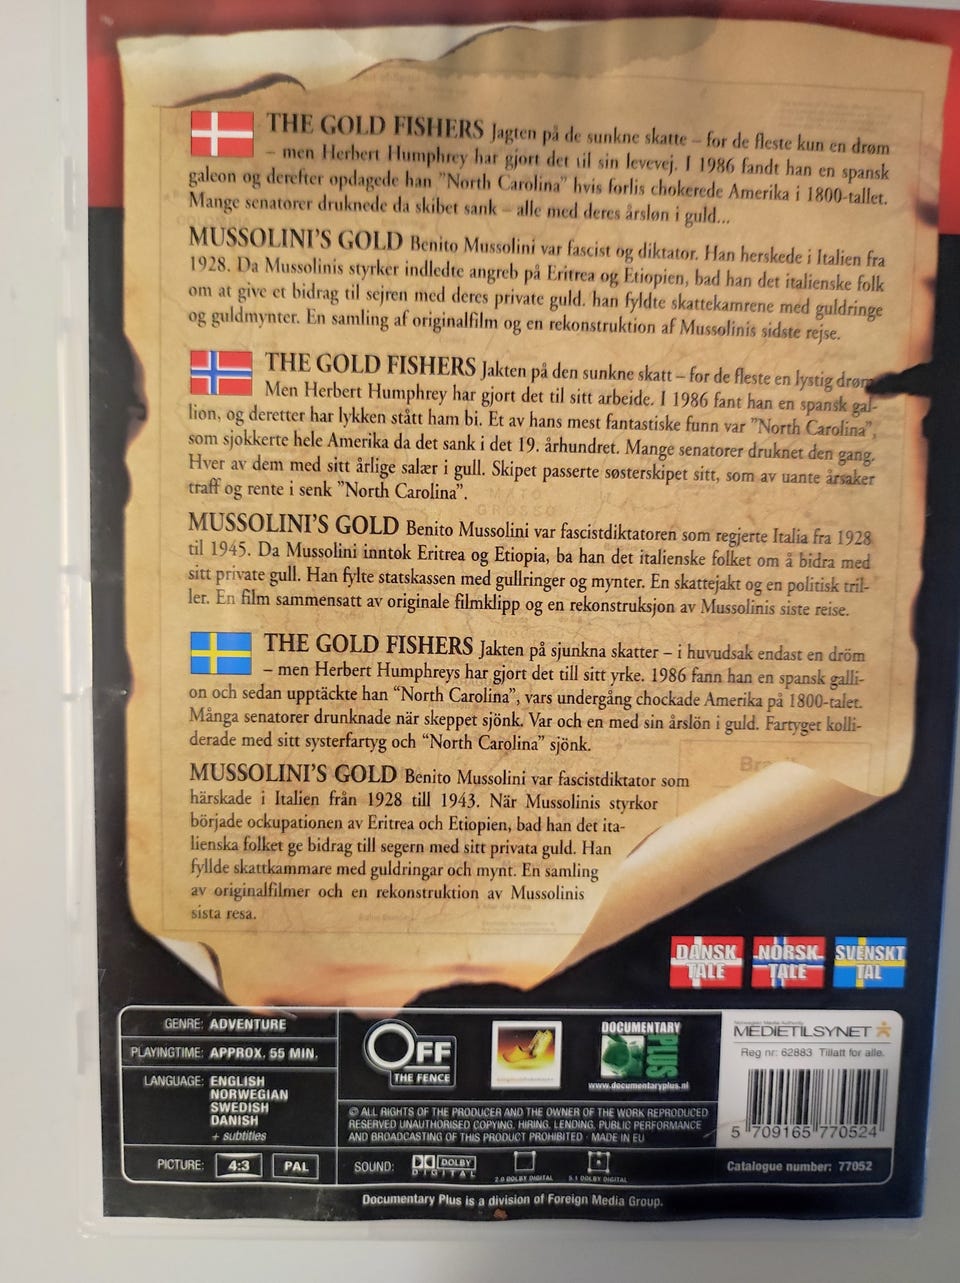 THE GOLD FISHERS Jagten på de sunkne skatte – for de fleste kun en drøm
– men Herbert Humphrey har gjort det til sin levevej. I 1986 fandt han en spansk
galeon og derefter opdagede han ”North Carolina” hvis forlis chokerede Amerika i 1800-tallet.
Mange senatorer druknede da skibet sank – alle med deres årsløn i guld...
MUSSOLINI'S GOLD Benito Mussolini var fascist og diktator. Han herskede i Italien fra
1928. Da Mussolinis styrker indledte angreb på Eritrea og Etiopien, bad han det italienske folk
om at give et bidrag til sejren med deres private guld. han fyldte skattekamrene med guldringe
og guldmynter. En samling af originalfilm og en rekonstruktion af Mussolinis sidste rejse.
THE GOLD FISHERS Jakten på den sunkne skatt – for de fleste en lystig drøm
Men Herbert Humphrey har gjort det til sitt arbeide. I 1986 fant han en spansk gal-
lion, og deretter har lykken stått ham bi. Et av hans mest fantastiske funn var ”North Carolina”,
som sjokkerte hele Amerika da det sank i det 19. århundret. Mange senatorer druknet den gang.
Hver av dem med sitt årlige salær i gull. Skipet passerte søsterskipet sitt, som av uante årsaker
traff og rente i senk ”North Carolina”.
MUSSOLINI'S GOLD Benito Mussolini var fascistdiktatoren som regjerte Italia fra 1928
til 1945. Da Mussolini inntok Eritrea og Etiopia, ba han det italienske folket om å bidra med
sitt private gull. Han fylte statskassen med gullringer og mynter. En skattejakt og en politisk tril-
ler. En film sammensatt av originale filmklipp og en rekonstruksjon av Mussolinis siste reise.
THE GOLD FISHERS Jakten på sjunkna skatter – i huvudsak endast en dröm
– men Herbert Humphreys har gjort det till sitt yrke. 1986 fann han en spansk galli-
on och sedan upptäckte han “North Carolina”, vars undergång chockade Amerika på 1800-talet.
Många senatorer drunknade när skeppet sjönk. Var och en med sin årslön i guld. Fartyget kolli-
derade med sitt systerfartyg och “North Carolina” sjönk.
MUSSOLINI'S GOLD Benito Mussolini var fascistdiktator som
härskade i Italien från 1928 till 1943. När Mussolinis styrkor
började ockupationen av Eritrea och Etiopien, bad han det ita-
lienska folket ge bidrag till segern med sitt privata guld. Han
fyllde skattkammare med guldringar och mynt. En samling
av originalfilmer och en rekonstruktion av Mussolinis
sista resa.
DANSK TALE
NORSK TALE
SVENSKT TAL
GENRE: ADVENTURE
PLAYINGTIME: APPROX. 55 MIN.
LANGUAGE: ENGLISH
NORWEGIAN
SWEDISH
DANISH
+ subtitles
PICTURE: 4:3 PAL
OFF
THE FENCE
DOCUMENTARY
PLUS
www.documentaryplus.nl
© ALL RIGHTS OF THE PRODUCER AND THE OWNER OF THE WORK REPRODUCED
RESERVED UNAUTHORISED COPYING, HIRING, LENDING, PUBLIC PERFORMANCE
AND BROADCASTING OF THIS PRODUCT PROHIBITED · MADE IN EU
SOUND: DOLBY
DIGITAL
2.0 DOLBY DIGITAL
5.1 DOLBY DIGITAL
Norwegian Media Authority
MEDIETILSYNET
Reg nr: 62883 Tillatt for alle.
5 709165 770524
Catalogue number: 77052
Documentary Plus is a division of Foreign Media Group.